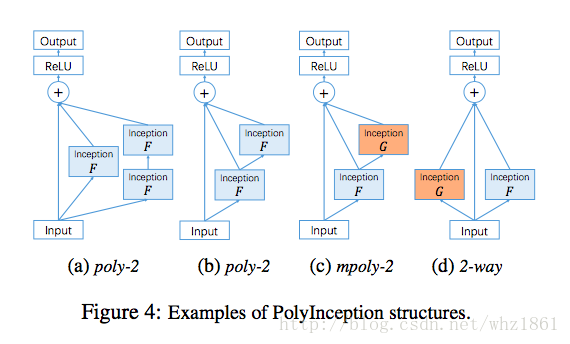 Output Output Output Output
ReLU ReLU ReLU ReLU
+ + + +
Inception F Inception F Inception F
Inception F Inception F
Inception G Inception F
Inception G Inception F
Input Input Input Input
(a) poly-2 (b) poly-2 (c) mpoly-2 (d) 2-way
Figure 4: Examples of PolyInception structures.
http://blog.csdn.net/whz1861